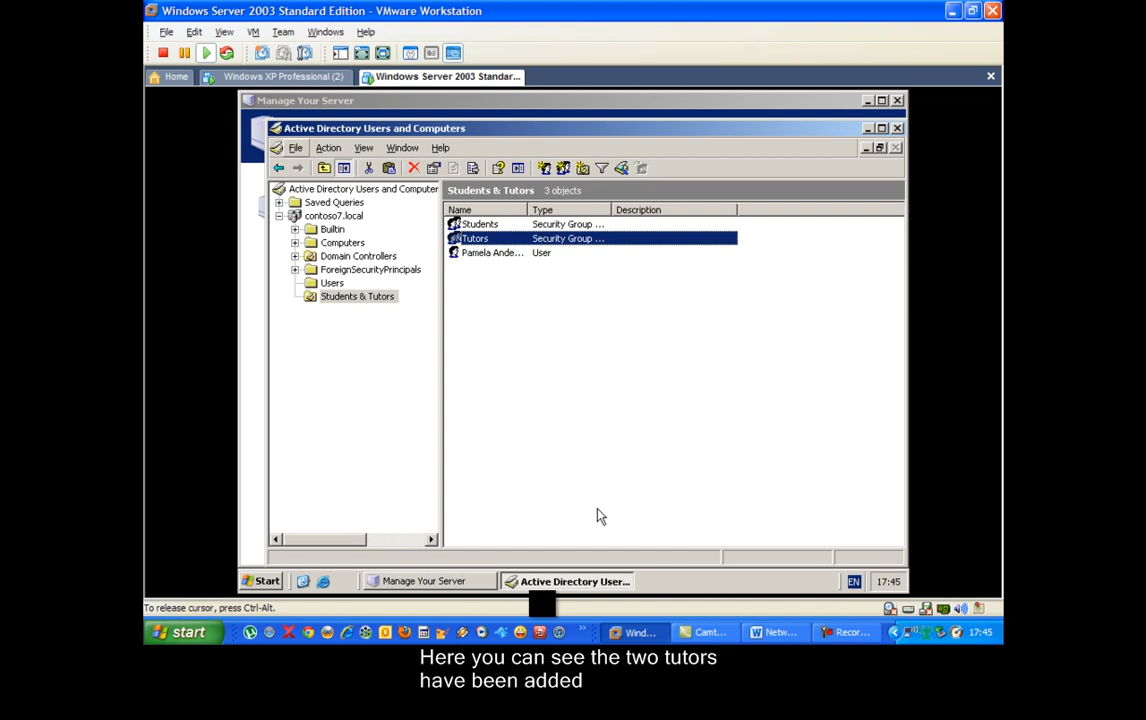 Windows Server 2003 Standard Edition - VMware Workstation
File Edit View VM Team Windows Help
Home Windows XP Professional (2) Windows Server 2003 Standar...
Manage Your Server
Active Directory Users and Computers
File Action View Window Help
Active Directory Users and Computer
Saved Queries
contoso7.local
Builtin
Computers
Domain Controllers
ForeignSecurityPrincipals
Users
Students & Tutors
Students & Tutors 3 objects
Name Type Description
Students Security Group ...
Tutors Security Group ...
Pamela Ande... User
Start Manage Your Server Active Directory User... EN 17:45
To release cursor, press Ctrl-Alt.
start Wind... Camt... Netw... Recor... 17:45
Here you can see the two tutors
have been added